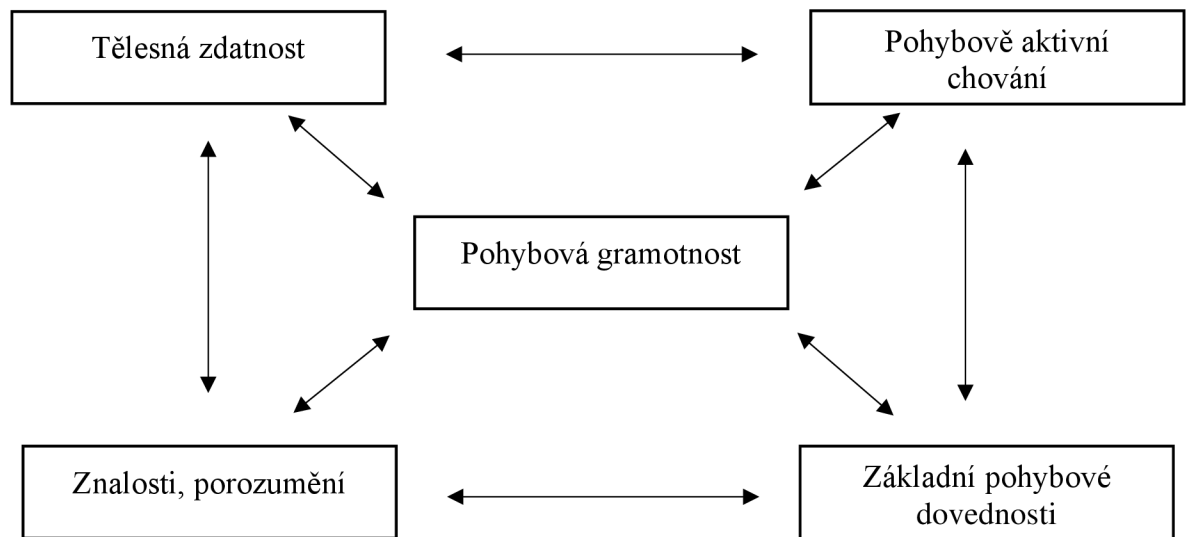 Tělesná zdatnost
Pohybově aktivní
chování
Pohybová gramotnost
Znalosti, porozumění
Základní pohybové
dovednosti